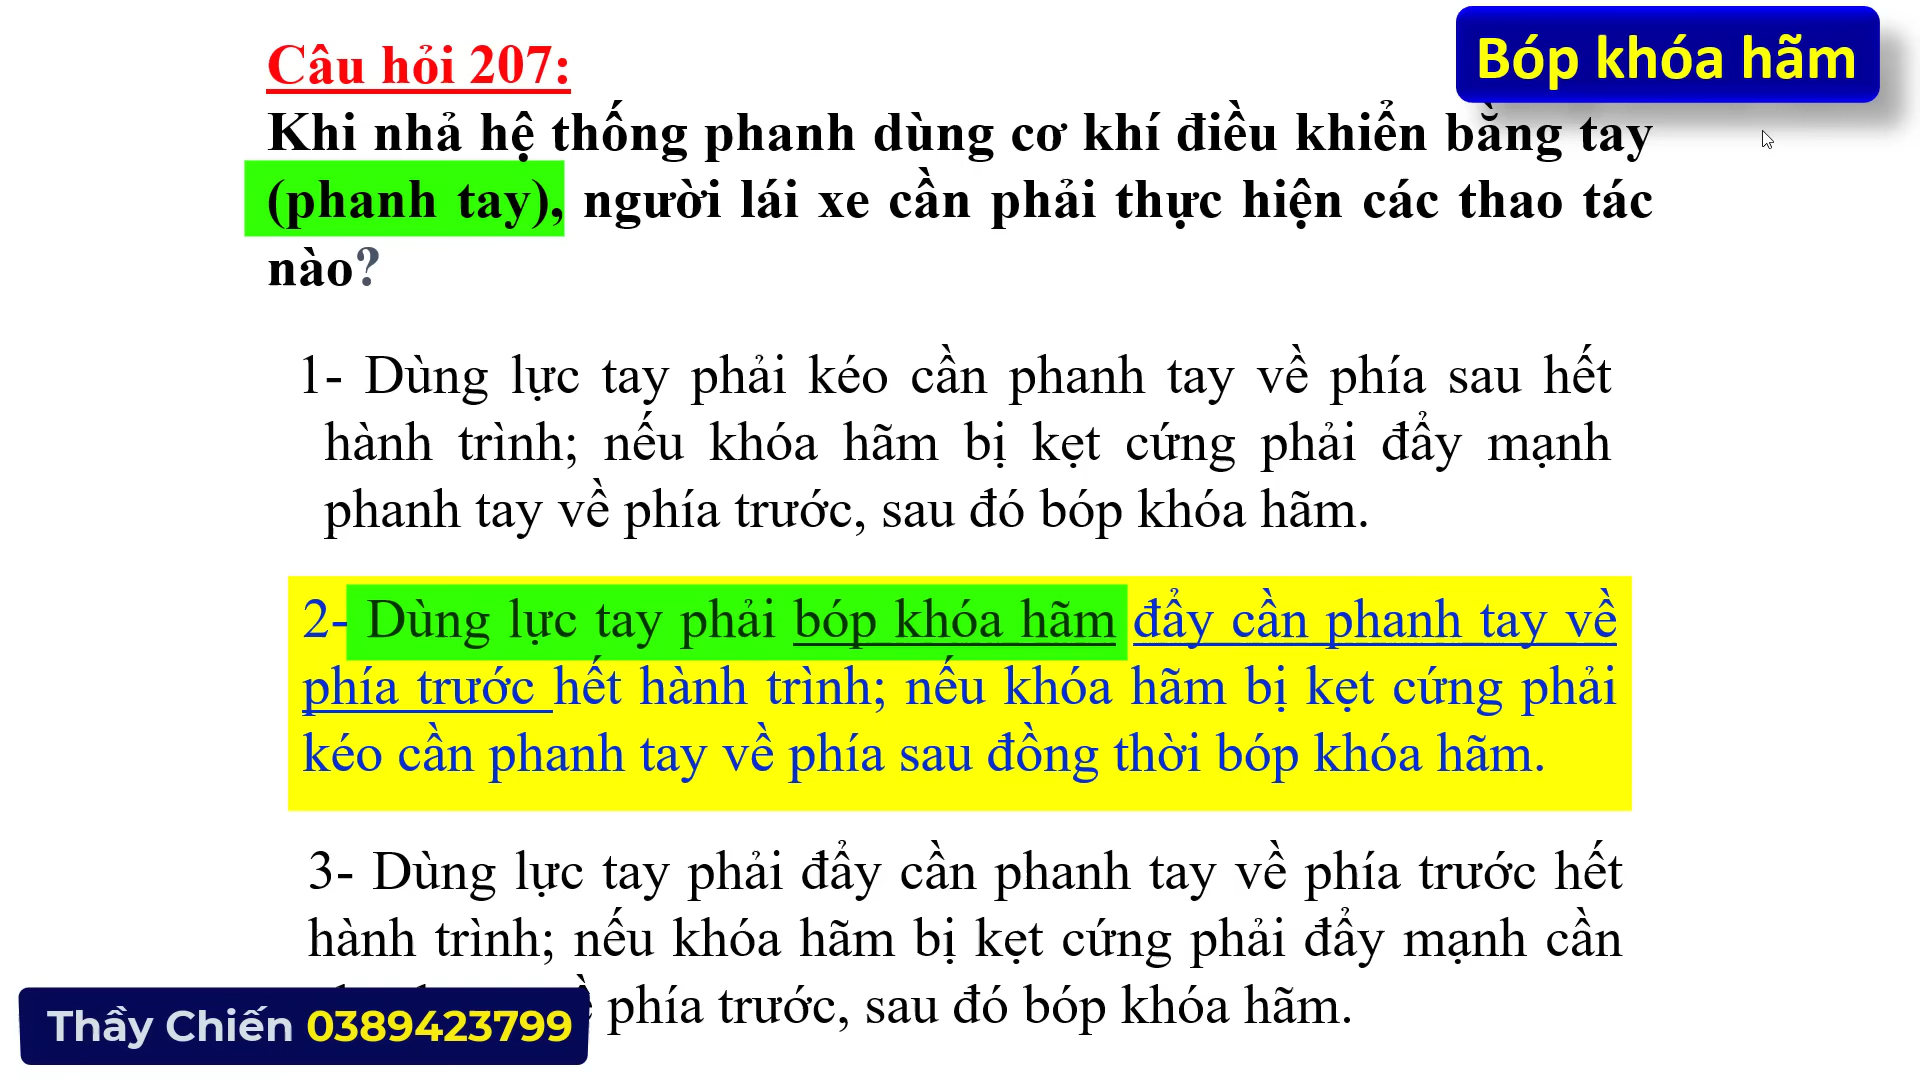 Bóp khóa hãm
Câu hỏi 207:
Khi nhả hệ thống phanh dùng cơ khí điều khiển bằng tay
(phanh tay), người lái xe cần phải thực hiện các thao tác
nào?
1- Dùng lực tay phải kéo cần phanh tay về phía sau hết
hành trình; nếu khóa hãm bị kẹt cứng phải đẩy mạnh
phanh tay về phía trước, sau đó bóp khóa hãm.
2- Dùng lực tay phải bóp khóa hãm đẩy cần phanh tay về
phía trước hết hành trình; nếu khóa hãm bị kẹt cứng phải
kéo cần phanh tay về phía sau đồng thời bóp khóa hãm.
3- Dùng lực tay phải đẩy cần phanh tay về phía trước hết
hành trình; nếu khóa hãm bị kẹt cứng phải đẩy mạnh cần
phía trước, sau đó bóp khóa hãm.
Thầy Chiến 0389423799